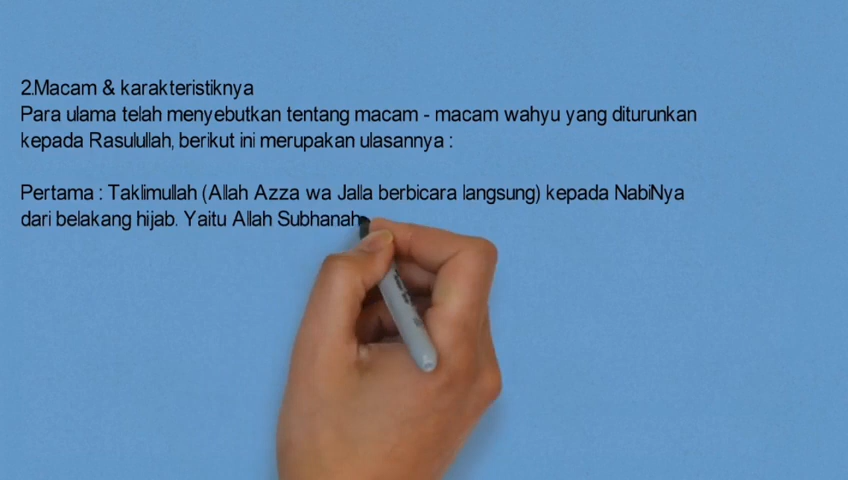 2.Macam & karakteristiknya
Para ulama telah menyebutkan tentang macam - macam wahyu yang diturunkan
kepada Rasulullah, berikut ini merupakan ulasannya :
Pertama : Taklimullah (Allah Azza wa Jalla berbicara langsung) kepada NabiNya
dari belakang hijab. Yaitu Allah Subhanah